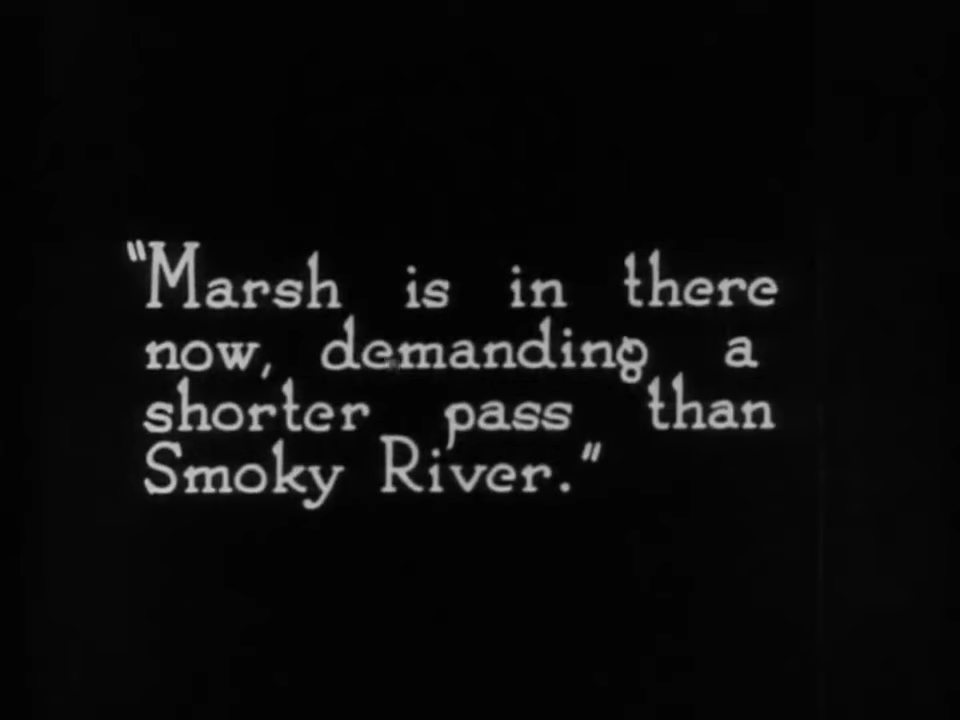 "Marsh is in there
now, demanding a
shorter pass than
Smoky River."